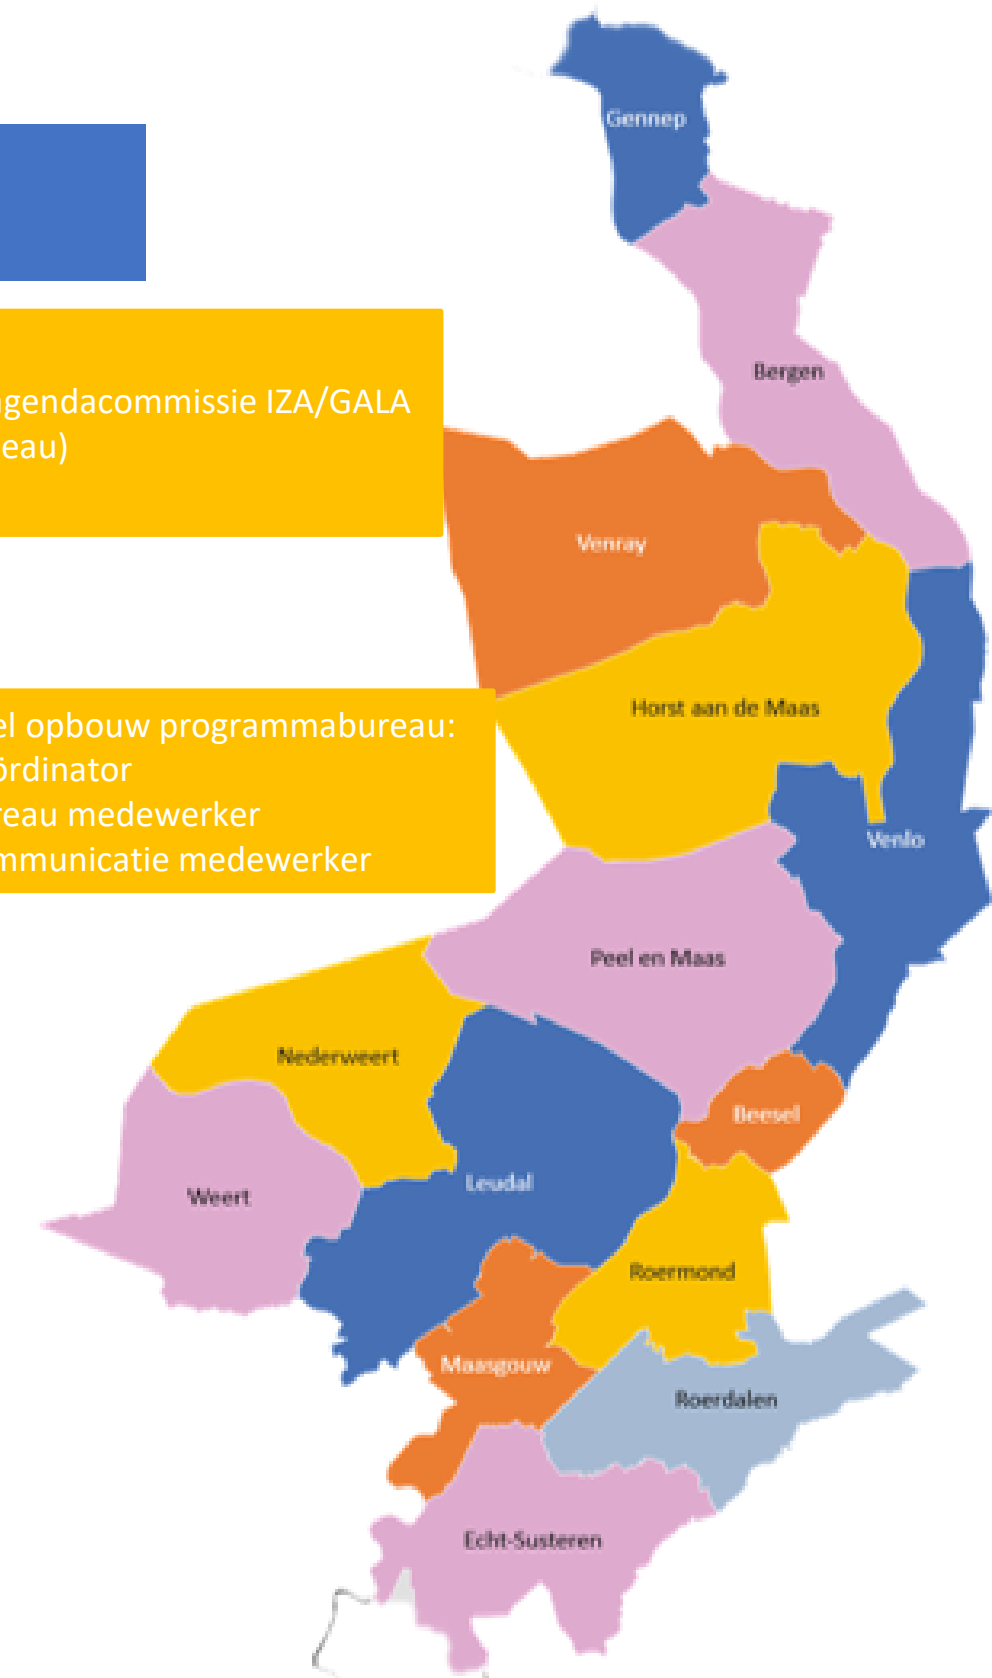 Gennep
Bergen
gendacommissie IZA/GALA
eau)
Venray
Horst aan de Maas
el opbouw programmabureau:
ördinator
reau medewerker
mmunicatie medewerker
Venlo
Peel en Maas
Nederweert
Beesel
Leudal
Weert
Roermond
Maasgouw
Roerdalen
Echt-Susteren